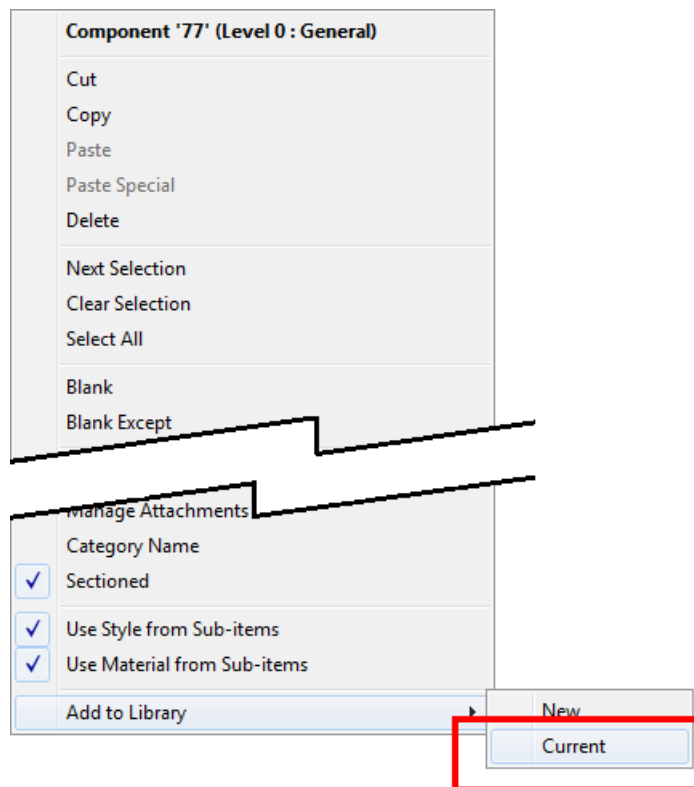 Component '77' (Level 0 : General)
Cut
Copy
Paste
Paste Special
Delete
Next Selection
Clear Selection
Select All
Blank
Blank Except
Manage Attachments
Category Name
Sectioned
Use Style from Sub-items
Use Material from Sub-items
Add to Library
New
Current